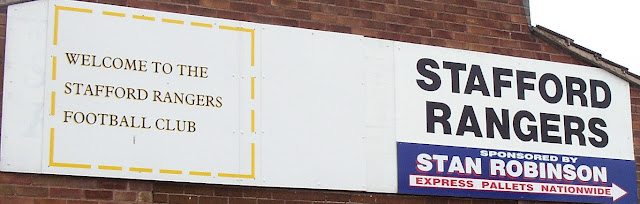 WELCOME TO THE
STAFFORD RANGERS
FOOTBALL CLUB
STAFFORD
RANGERS
SPONSORED BY
STAN ROBINSON
EXPRESS PALLETS NATIONWIDE